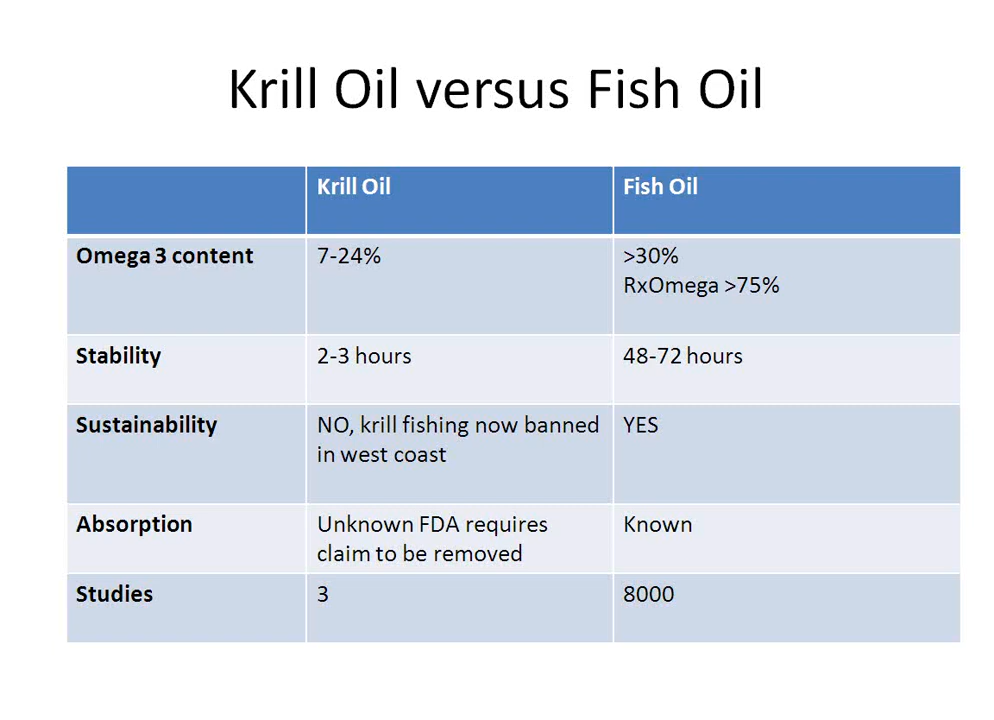 Krill Oil versus Fish Oil
Krill Oil
Fish Oil
Omega 3 content
7-24%
>30%
RxOmega >75%
Stability
2-3 hours
48-72 hours
Sustainability
NO, krill fishing now banned
in west coast
YES
Absorption
Unknown FDA requires
claim to be removed
Known
Studies
3
8000